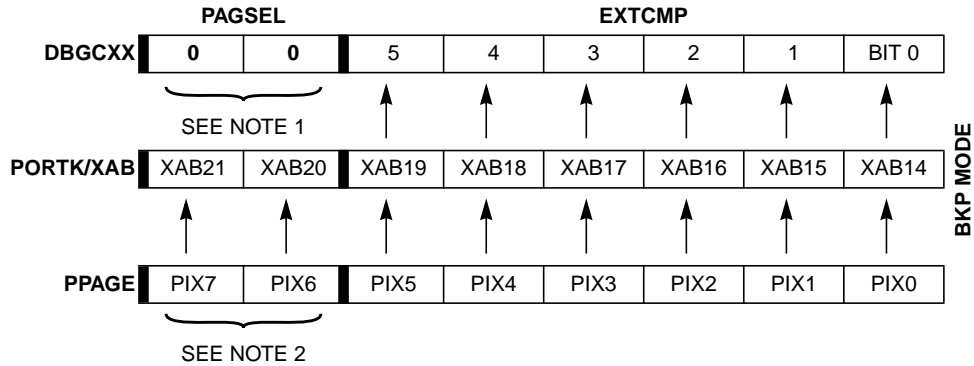 PAGSEL EXTCMP
DBGCXX 0 0 5 4 3 2 1 BIT 0
SEE NOTE 1
PORTK/XAB XAB21 XAB20 XAB19 XAB18 XAB17 XAB16 XAB15 XAB14
BKP MODE
PPAGE PIX7 PIX6 PIX5 PIX4 PIX3 PIX2 PIX1 PIX0
SEE NOTE 2